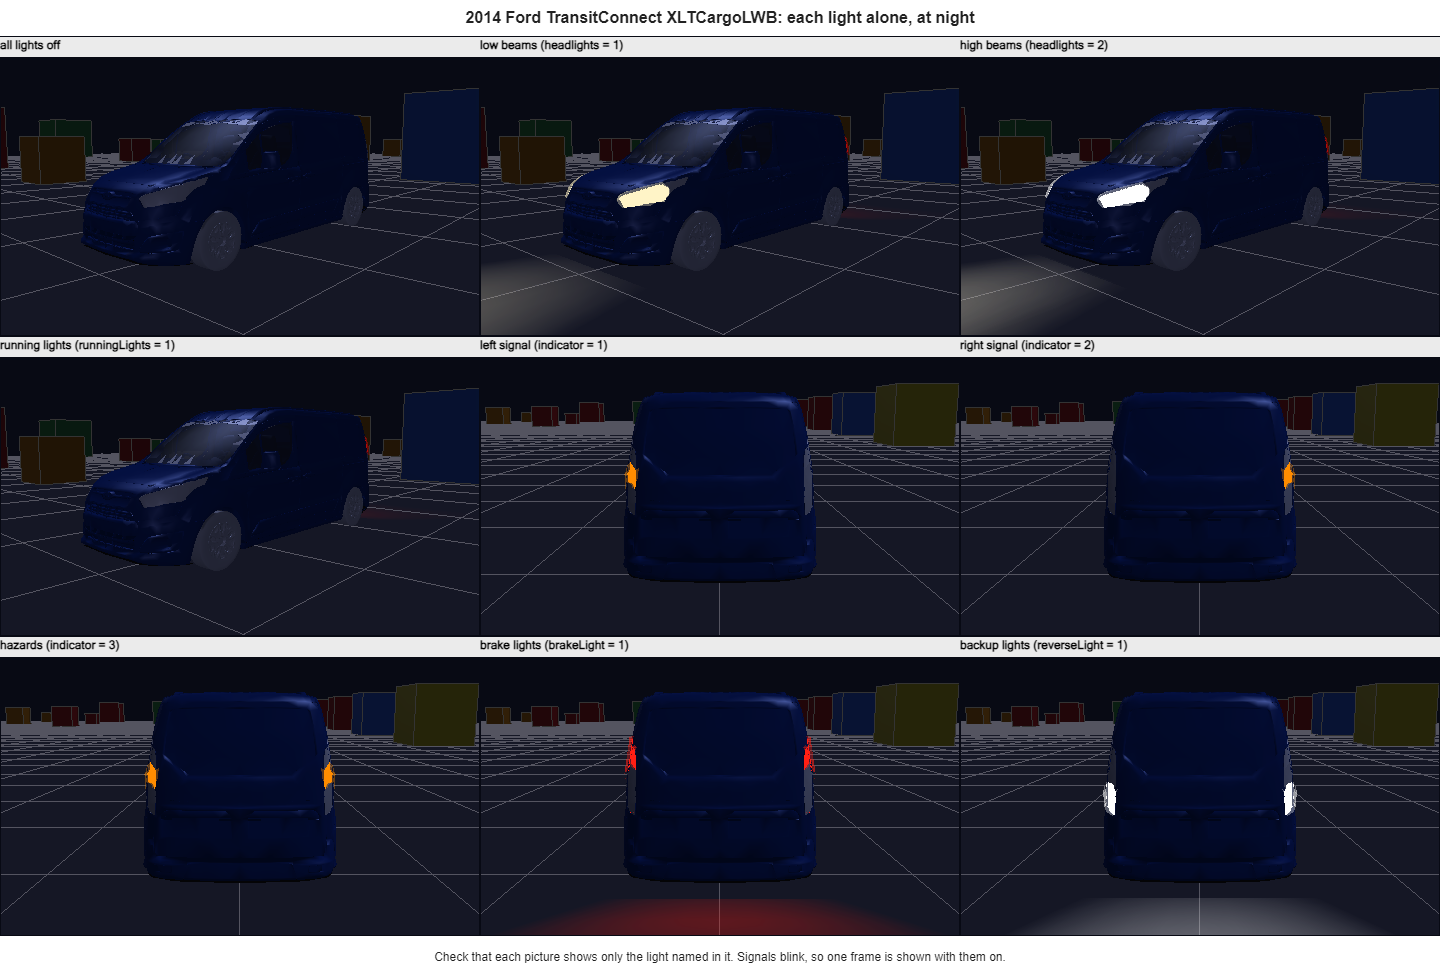 2014 Ford TransitConnect XLTCargoLWB: each light alone, at night
all lights off
low beams (headlights = 1)
high beams (headlights = 2)
running lights (runningLights = 1)
left signal (indicator = 1)
right signal (indicator = 2)
hazards (indicator = 3)
brake lights (brakeLight = 1)
backup lights (reverseLight = 1)
Check that each picture shows only the light named in it. Signals blink, so one frame is shown with them on.